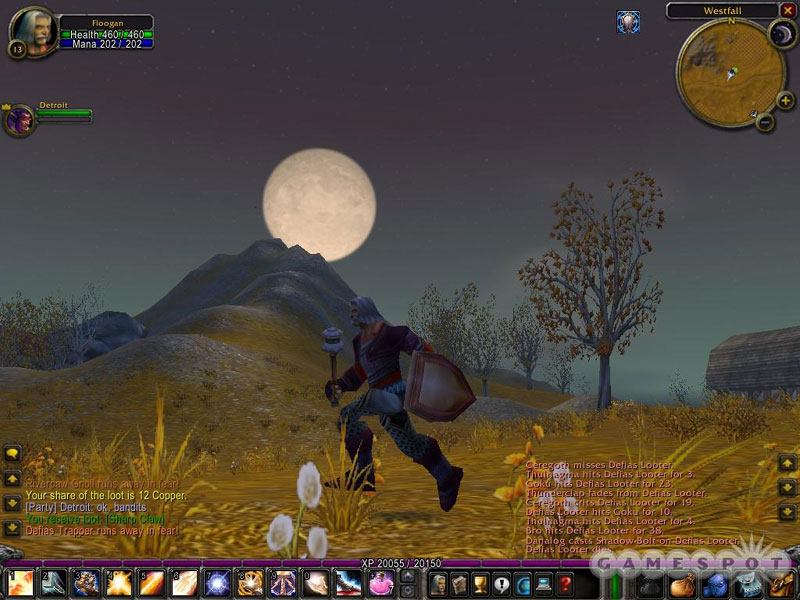 Floogan
Health 460 / 460
Mana 202 / 202
13
Westfall
N
Detroit
Riverpaw Gnoll runs away in fear!
Your share of the loot is 12 Copper.
[Party] Detroit: ok bandits
You receive loot: [Sharp Claw]
Defias Trapper runs away in fear!
Ceregorn misses Defias Looter.
Thulnagma hits Defias Looter for 3.
Goku hits Defias Looter for 23.
Thunderclap fades from Defias Looter.
Ceregorn crits Defias Looter for 19.
Defias Looter hits Goku for 10.
Thulnagma hits Defias Looter for 4.
Bro hits Defias Looter for 38.
Danalog casts Shadow Bolt on Defias Looter.
Defias Looter dies.
XP 20055 / 20150
GAMESPOT